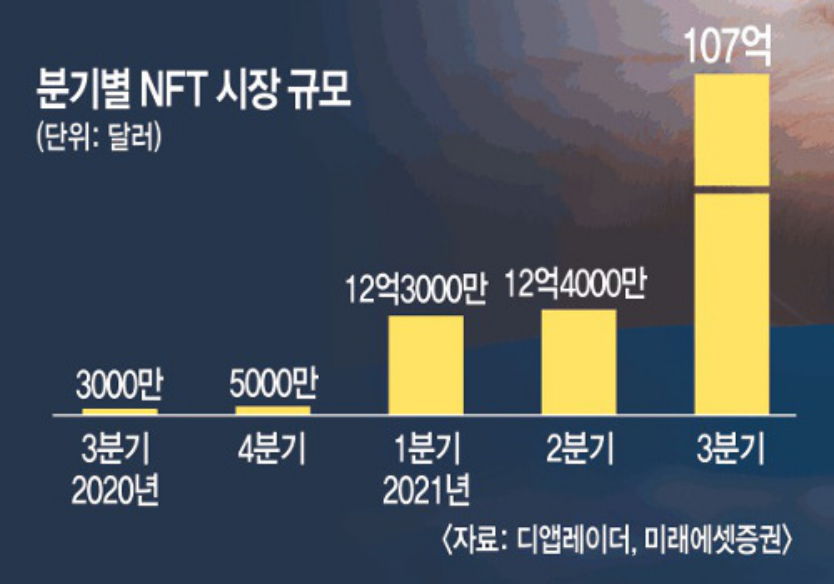 분기별 NFT 시장 규모
(단위: 달러)
107억
12억3000만
12억4000만
3000만
5000만
3분기
4분기
1분기
2분기
3분기
2020년
2021년
〈자료: 디앱레이더, 미래에셋증권〉